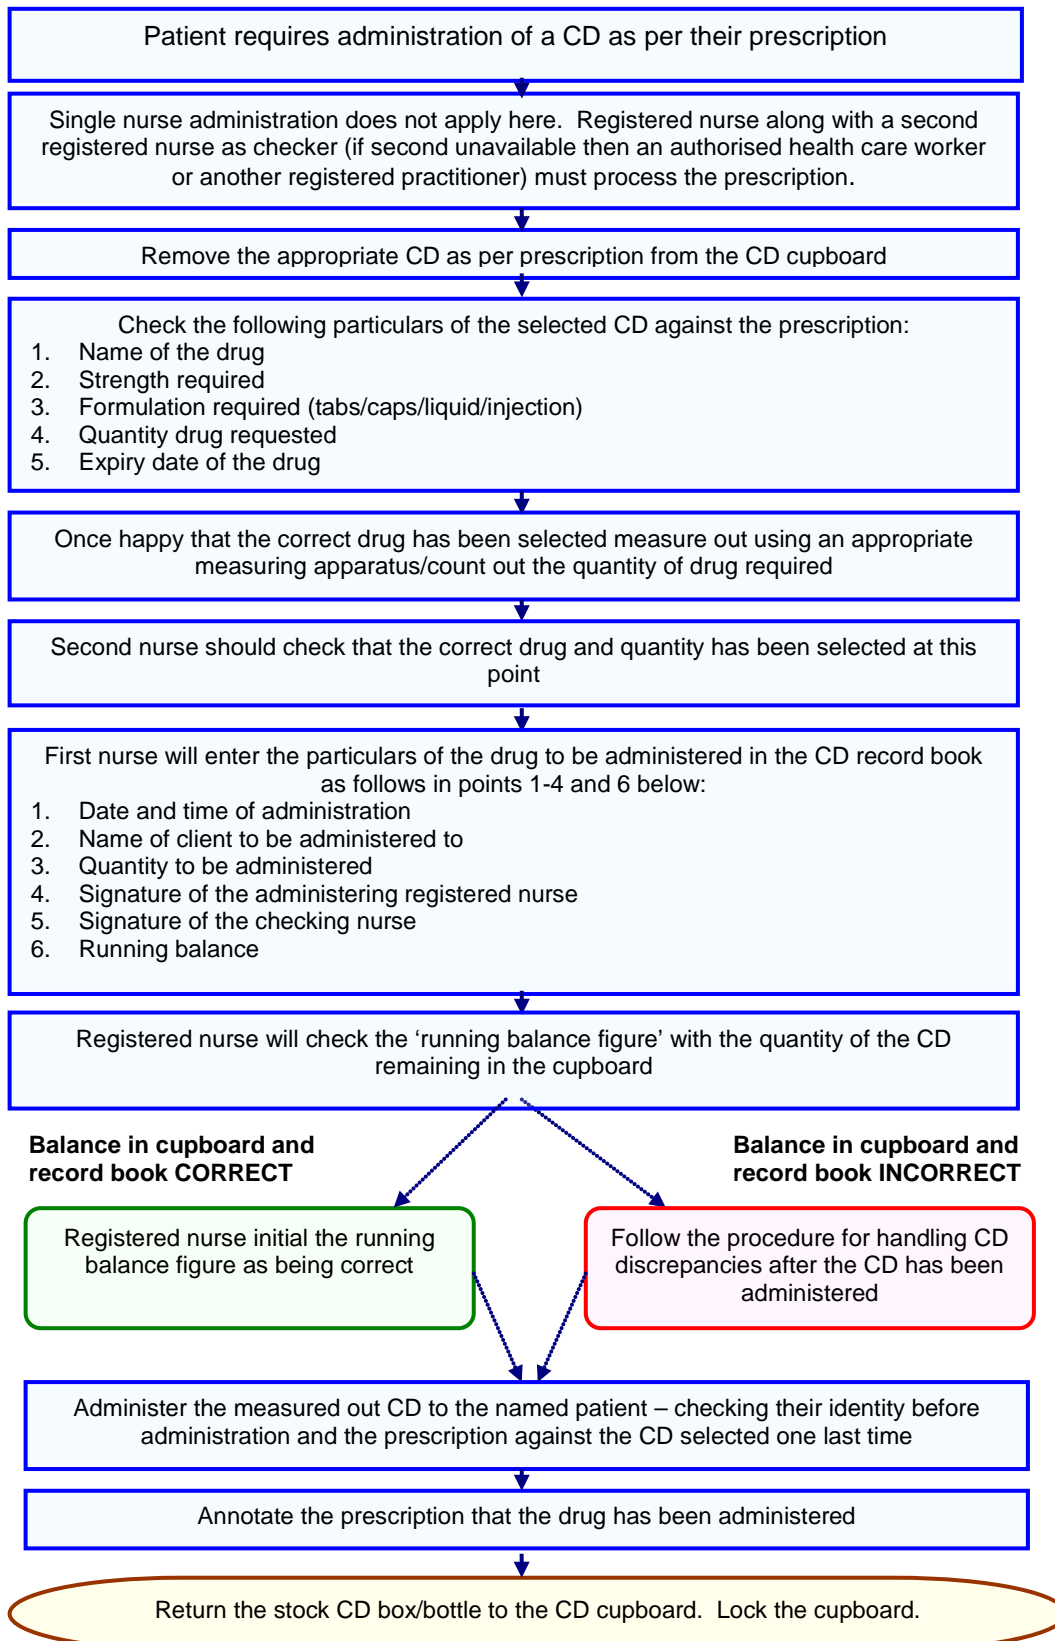 Patient requires administration of a CD as per their prescription
Single nurse administration does not apply here.  Registered nurse along with a second
registered nurse as checker (if second unavailable then an authorised health care worker
or another registered practitioner) must process the prescription.
Remove the appropriate CD as per prescription from the CD cupboard
Check the following particulars of the selected CD against the prescription:
1. Name of the drug
2. Strength required
3. Formulation required (tabs/caps/liquid/injection)
4. Quantity drug requested
5. Expiry date of the drug
Once happy that the correct drug has been selected measure out using an appropriate
measuring apparatus/count out the quantity of drug required
Second nurse should check that the correct drug and quantity has been selected at this
point
First nurse will enter the particulars of the drug to be administered in the CD record book
as follows in points 1-4 and 6 below:
1. Date and time of administration
2. Name of client to be administered to
3. Quantity to be administered
4. Signature of the administering registered nurse
5. Signature of the checking nurse
6. Running balance
Registered nurse will check the ‘running balance figure’ with the quantity of the CD
remaining in the cupboard
Balance in cupboard and
record book CORRECT
Balance in cupboard and
record book INCORRECT
Registered nurse initial the running
balance figure as being correct
Follow the procedure for handling CD
discrepancies after the CD has been
administered
Administer the measured out CD to the named patient – checking their identity before
administration and the prescription against the CD selected one last time
Annotate the prescription that the drug has been administered
Return the stock CD box/bottle to the CD cupboard.  Lock the cupboard.